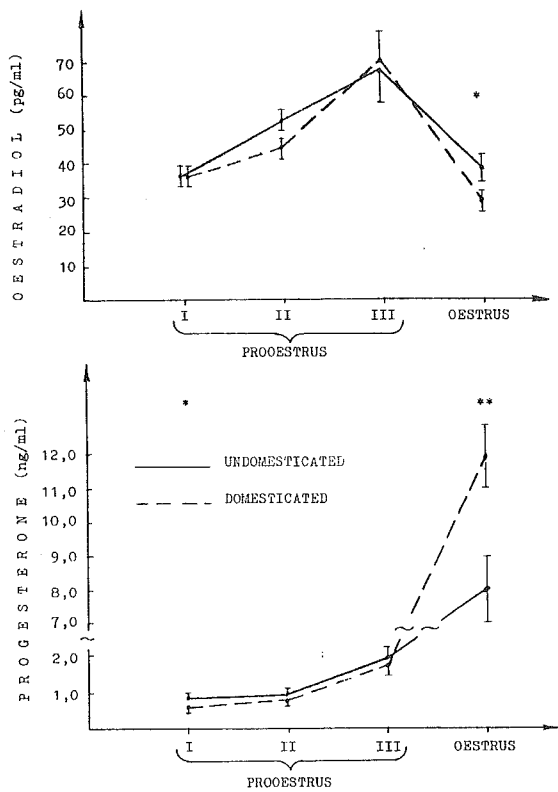 OESTRADIOL (pg/ml)
70
60
50
40
30
20
10
*
I II III OESTRUS
PROOESTRUS
PROGESTERONE (ng/ml)
* **
12,0
11,0
10,0
9,0
8,0
7,0
~
2,0
1,0
UNDOMESTICATED
DOMESTICATED
~ ~
I II III OESTRUS
PROOESTRUS